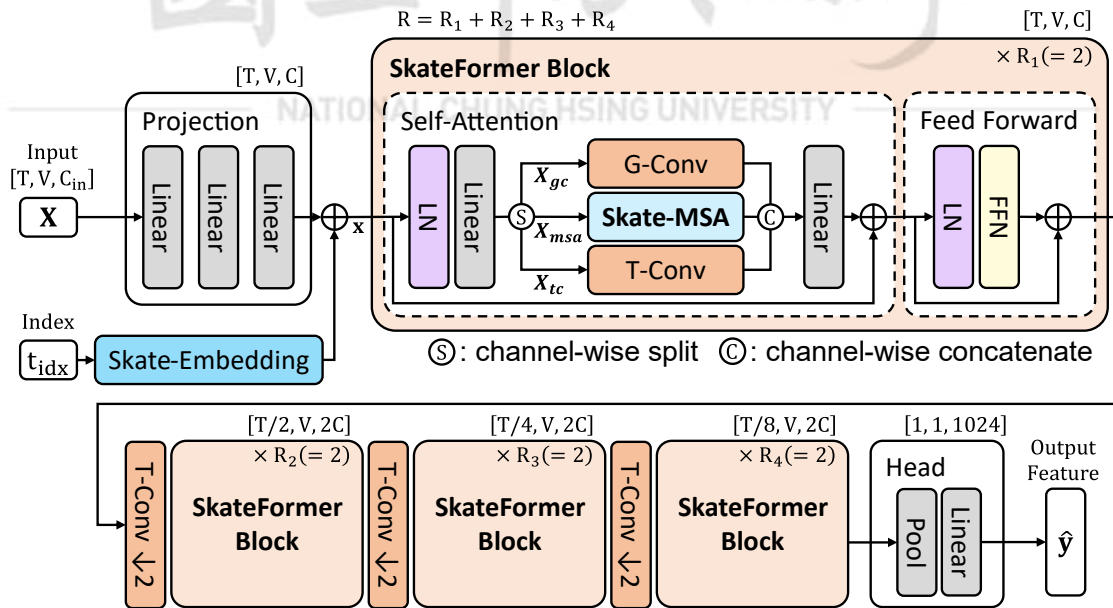 R = R₁ + R₂ + R₃ + R₄
[T, V, C]
× R₁(= 2)
SkateFormer Block
NATIONAL CHUNG HSING UNIVERSITY
[T, V, C]
Projection
Linear
Linear
Linear
Input
[T, V, Cᵢₙ]
X
x
Self-Attention
LN
Linear
S
X_gc
X_msa
X_tc
G-Conv
Skate-MSA
T-Conv
C
Linear
Feed Forward
LN
FFN
Index
t_idx
Skate-Embedding
Ⓢ: channel-wise split Ⓒ: channel-wise concatenate
T-Conv ↓2
[T/2, V, 2C]
× R₂(= 2)
SkateFormer
Block
T-Conv ↓2
[T/4, V, 2C]
× R₃(= 2)
SkateFormer
Block
T-Conv ↓2
[T/8, V, 2C]
× R₄(= 2)
SkateFormer
Block
[1, 1, 1024]
Head
Pool
Linear
Output
Feature
ŷ